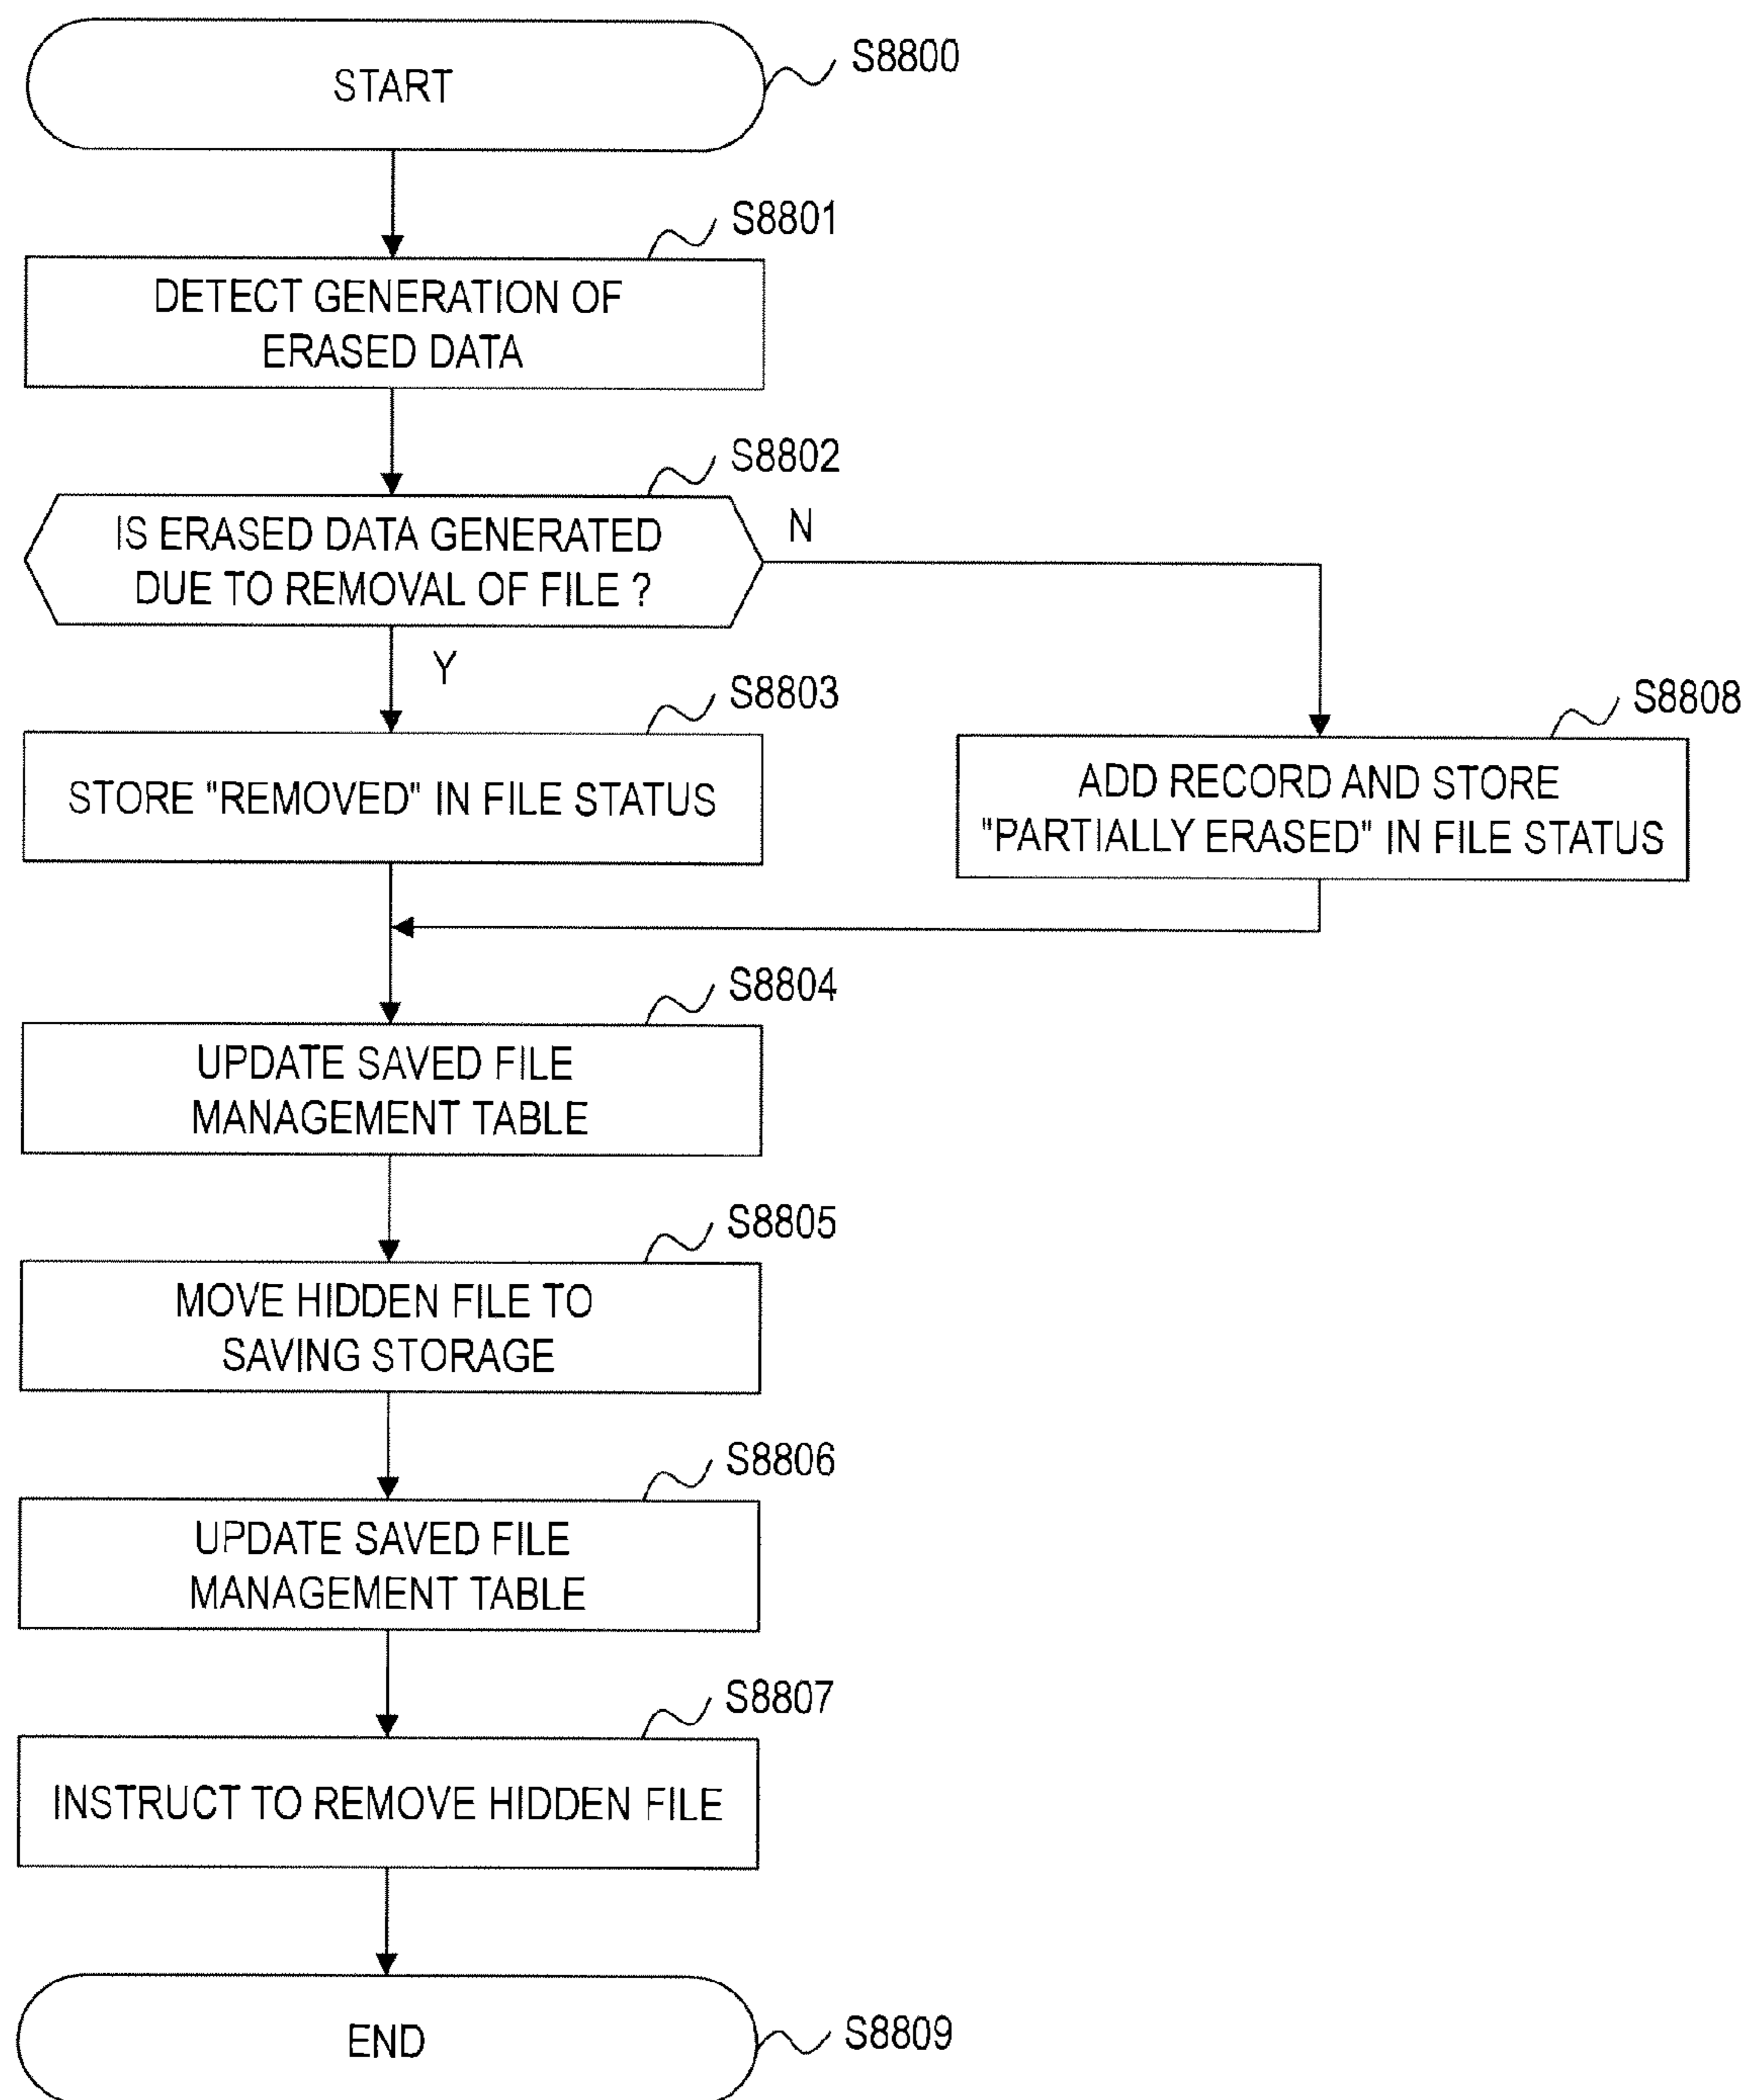 START
S8800
S8801
DETECT GENERATION OF
ERASED DATA
S8802
IS ERASED DATA GENERATED
DUE TO REMOVAL OF FILE ?
N
Y
S8803
STORE "REMOVED" IN FILE STATUS
S8808
ADD RECORD AND STORE
"PARTIALLY ERASED" IN FILE STATUS
S8804
UPDATE SAVED FILE
MANAGEMENT TABLE
S8805
MOVE HIDDEN FILE TO
SAVING STORAGE
S8806
UPDATE SAVED FILE
MANAGEMENT TABLE
S8807
INSTRUCT TO REMOVE HIDDEN FILE
END
S8809